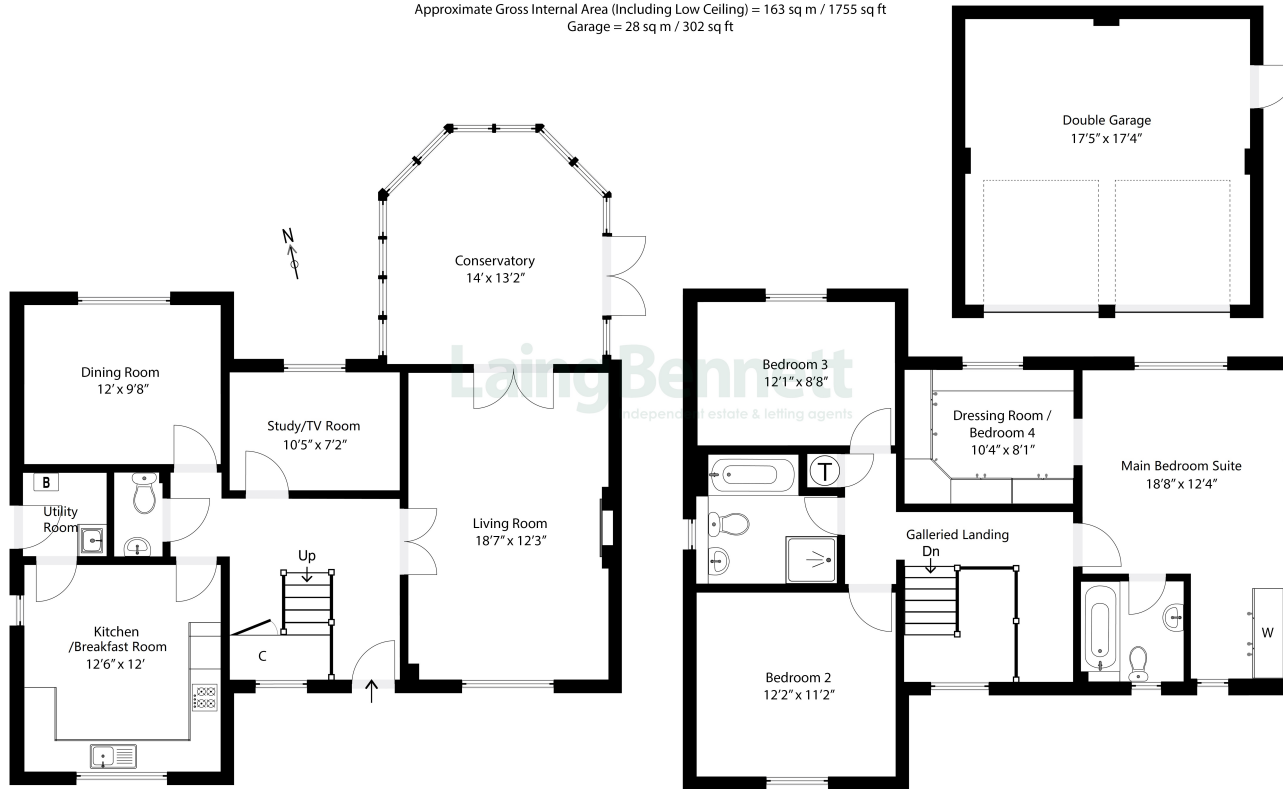 Approximate Gross Internal Area (Including Low Ceiling) = 163 sq m / 1755 sq ft
Garage = 28 sq m / 302 sq ft
Double Garage
17'5" x 17'4"
N
Conservatory
14' x 13'2"
Dining Room
12' x 9'8"
Study/TV Room
10'5" x 7'2"
LaingBennett
independent estate & letting agents
Bedroom 3
12'1" x 8'8"
Dressing Room /
Bedroom 4
10'4" x 8'1"
Main Bedroom Suite
18'8" x 12'4"
B
Utility
Room
Living Room
18'7" x 12'3"
T
Galleried Landing
Dn
Up
Kitchen
/Breakfast Room
12'6" x 12'
C
Bedroom 2
12'2" x 11'2"
W